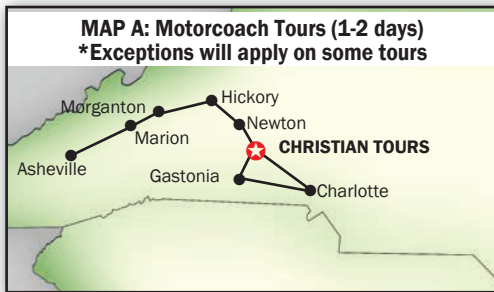 MAP A: Motorcoach Tours (1-2 days)
*Exceptions will apply on some tours
Hickory
Morganton
Newton
Marion
CHRISTIAN TOURS
Asheville
Gastonia
Charlotte